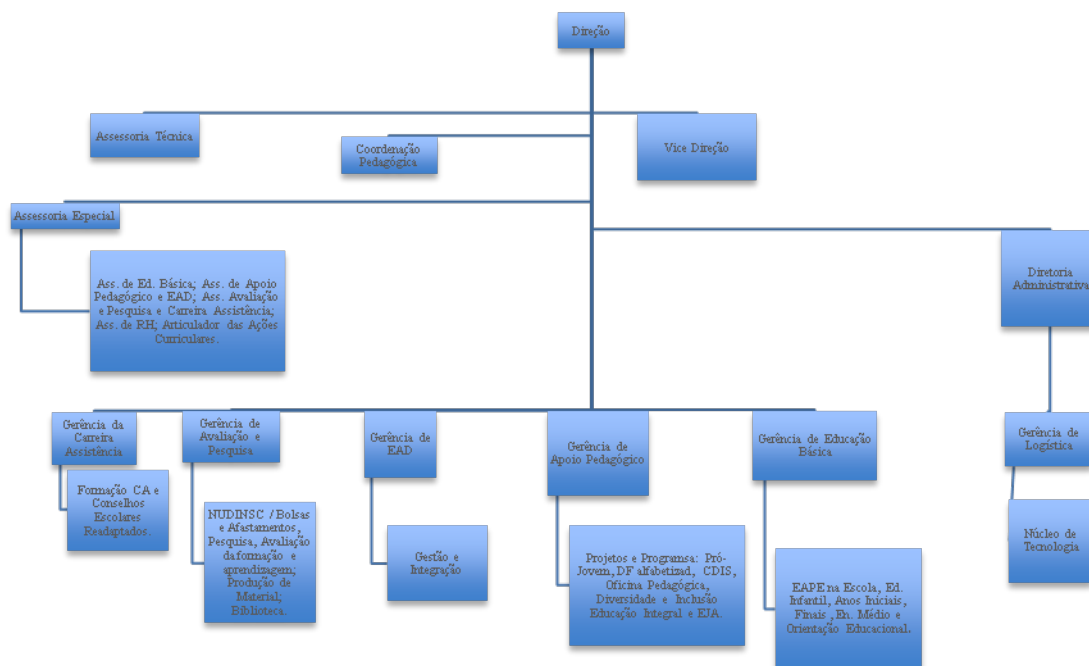 Direção
Assessoria Técnica
Coordenação
Pedagógica
Vice Direção
Assessoria Especial
Ass. de Ed. Básica; Ass. de Apoio
Pedagógico e EAD; Ass. Avaliação
e Pesquisa e Carreira Assistência;
Ass. de RH; Articulador das Ações
Curriculares.
Diretoria
Administrativa
Gerência da
Carreira
Assistência
Gerência de
Avaliação e
Pesquisa
Gerência de
EAD
Gerência de
Apoio Pedagógico
Gerência de Educação
Básica
Gerência de
Logística
Formação CA e
Conselhos
Escolares
Readaptados.
NUDINSC / Bolsas
e Afastamentos,
Pesquisa, Avaliação
da formação e
aprendizagem;
Produção de
Material;
Biblioteca.
Gestão e
Integração
Projetos e Programsa: Pró-
Jovem, DF alfabetizad, CDIS,
Oficina Pedagógica,
Diversidade e Inclusão
Educação Integral e EJA.
EAPE na Escola, Ed.
Infantil, Anos Iniciais,
Finais , En. Médio e
Orientação Educacional.
Núcleo de
Tecnologia